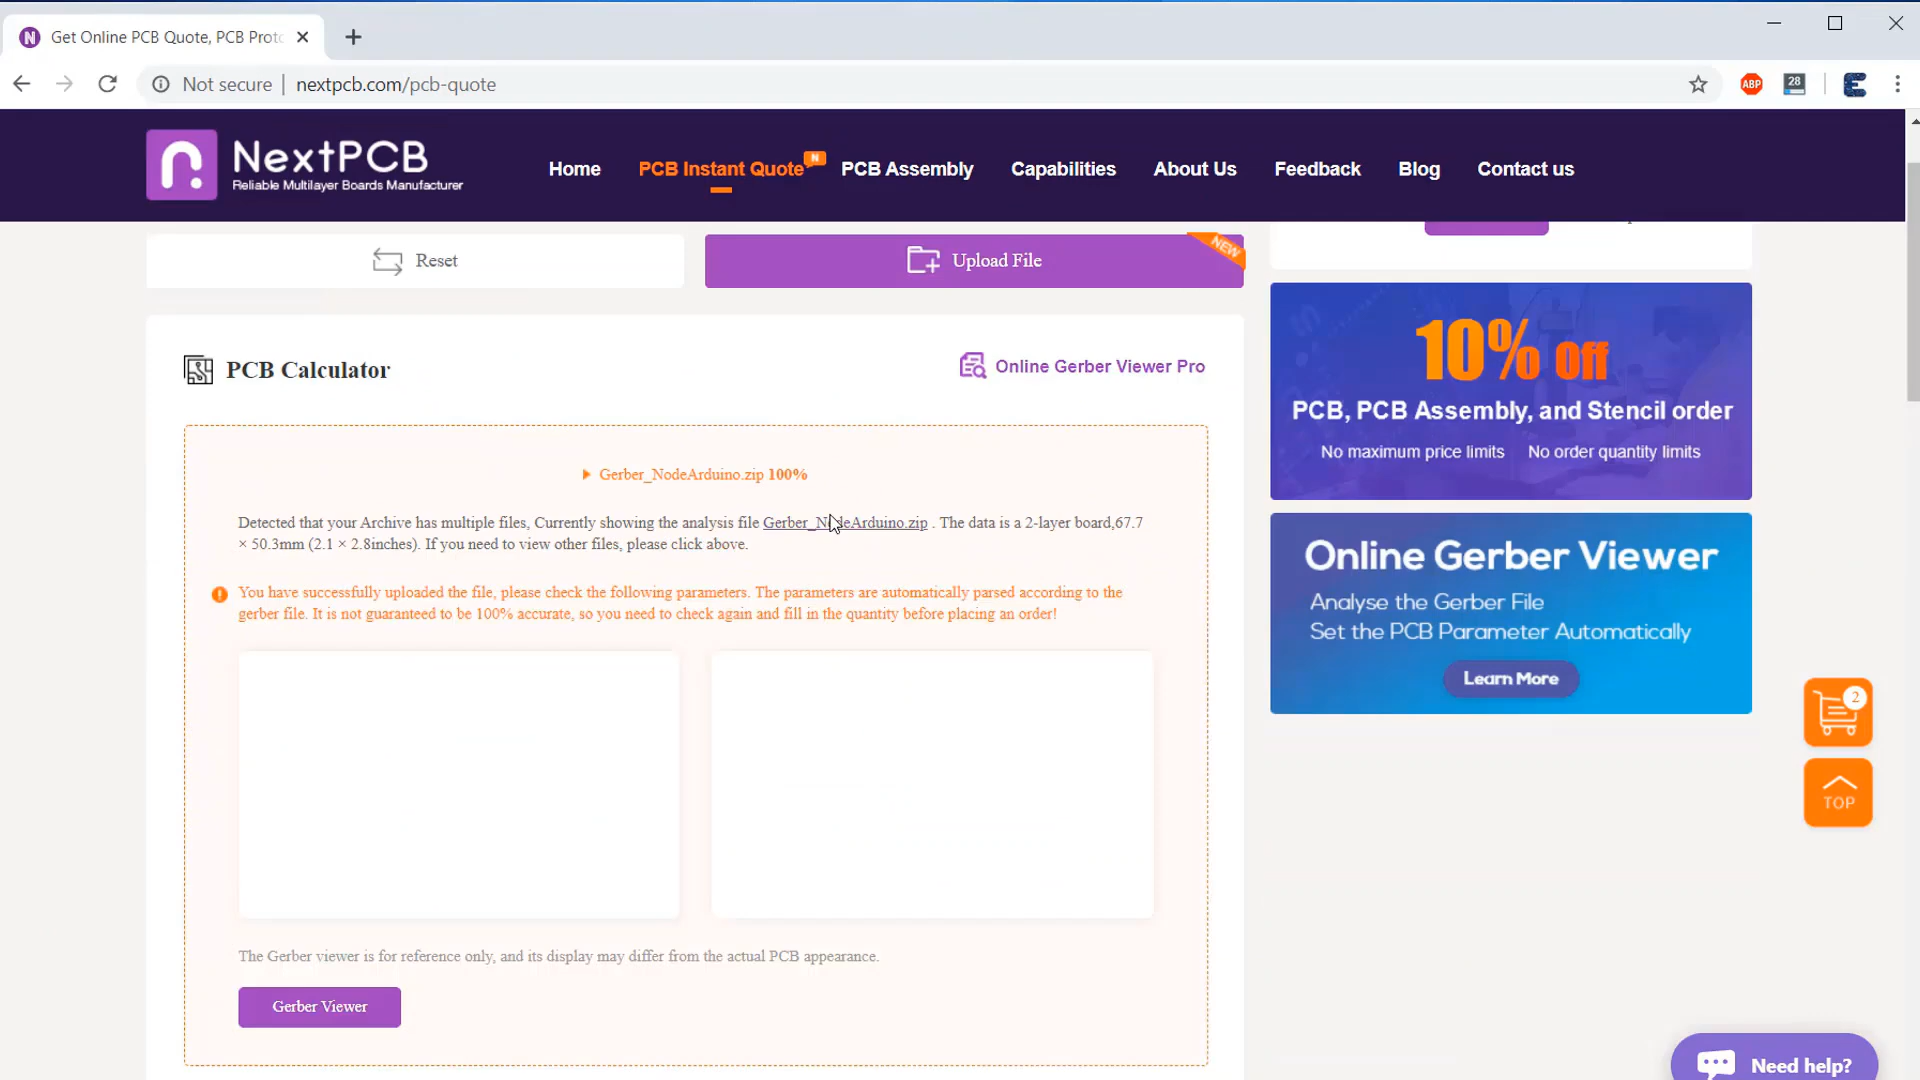 Get Online PCB Quote, PCB Proto
Not secure | nextpcb.com/pcb-quote
ABP
28
NextPCB
Reliable Multilayer Boards Manufacturer
Home
PCB Instant Quote
N
PCB Assembly
Capabilities
About Us
Feedback
Blog
Contact us
Reset
Upload File
NEW
PCB Calculator
Online Gerber Viewer Pro
Gerber_NodeArduino.zip 100%
Detected that your Archive has multiple files, Currently showing the analysis file Gerber_NodeArduino.zip . The data is a 2-layer board,67.7
× 50.3mm (2.1 × 2.8inches). If you need to view other files, please click above.
You have successfully uploaded the file, please check the following parameters. The parameters are automatically parsed according to the
gerber file. It is not guaranteed to be 100% accurate, so you need to check again and fill in the quantity before placing an order!
The Gerber viewer is for reference only, and its display may differ from the actual PCB appearance.
Gerber Viewer
10% Off
PCB, PCB Assembly, and Stencil order
No maximum price limits No order quantity limits
Online Gerber Viewer
Analyse the Gerber File
Set the PCB Parameter Automatically
Learn More
2
TOP
Need help?